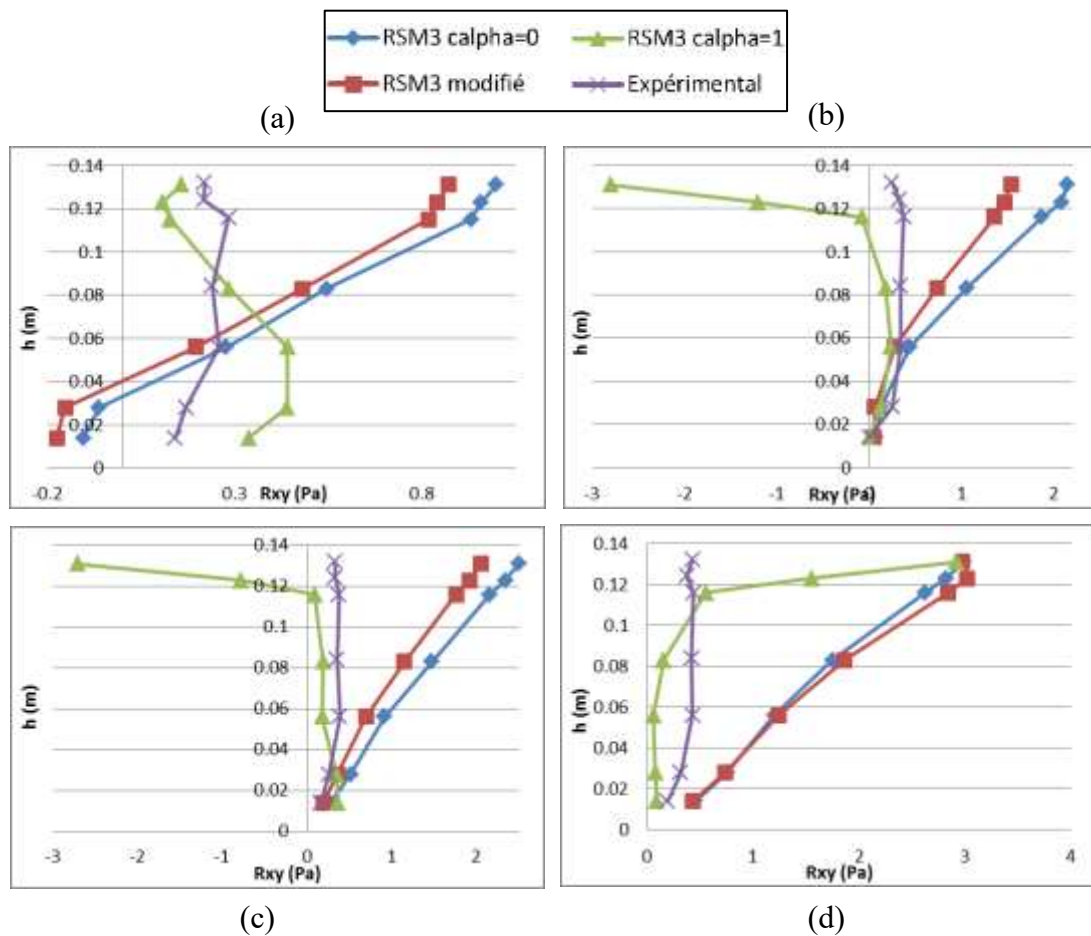 RSM3 calpha=0 RSM3 calpha=1
RSM3 modifié Expérimental
(a) (b)
0.14
0.12
0.1
0.08
0.06
0.04
0.02
0
h (m)
-0.2 0.3 0.8
Rxy (Pa)
0.14
0.12
0.1
0.08
0.06
0.04
0.02
0
h (m)
-3 -2 -1 0 1 2
Rxy (Pa)
0.14
0.12
0.1
0.08
0.06
0.04
0.02
0
h (m)
-3 -2 -1 0 1 2
Rxy (Pa)
0.14
0.12
0.1
0.08
0.06
0.04
0.02
0
h (m)
0 1 2 3 4
Rxy (Pa)
(c) (d)